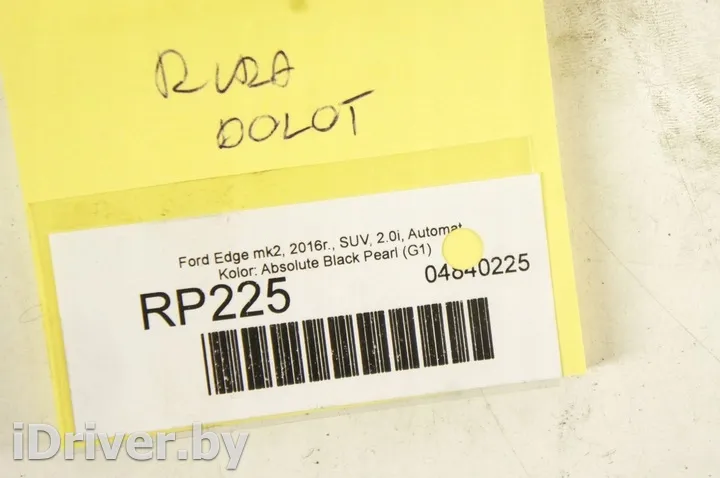 RURA
DOLOT
Ford Edge mk2, 2016r., SUV, 2.0i, Automat
Kolor: Absolute Black Pearl (G1)
RP225
04840225
iDriver.by